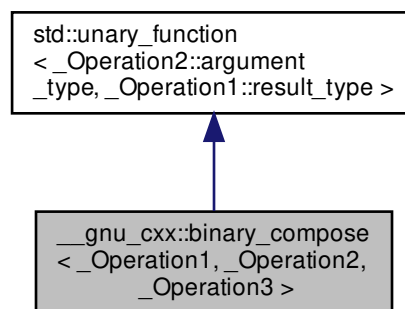 std::unary_function
< _Operation2::argument
_type, _Operation1::result_type >
__gnu_cxx::binary_compose
< _Operation1, _Operation2,
_Operation3 >